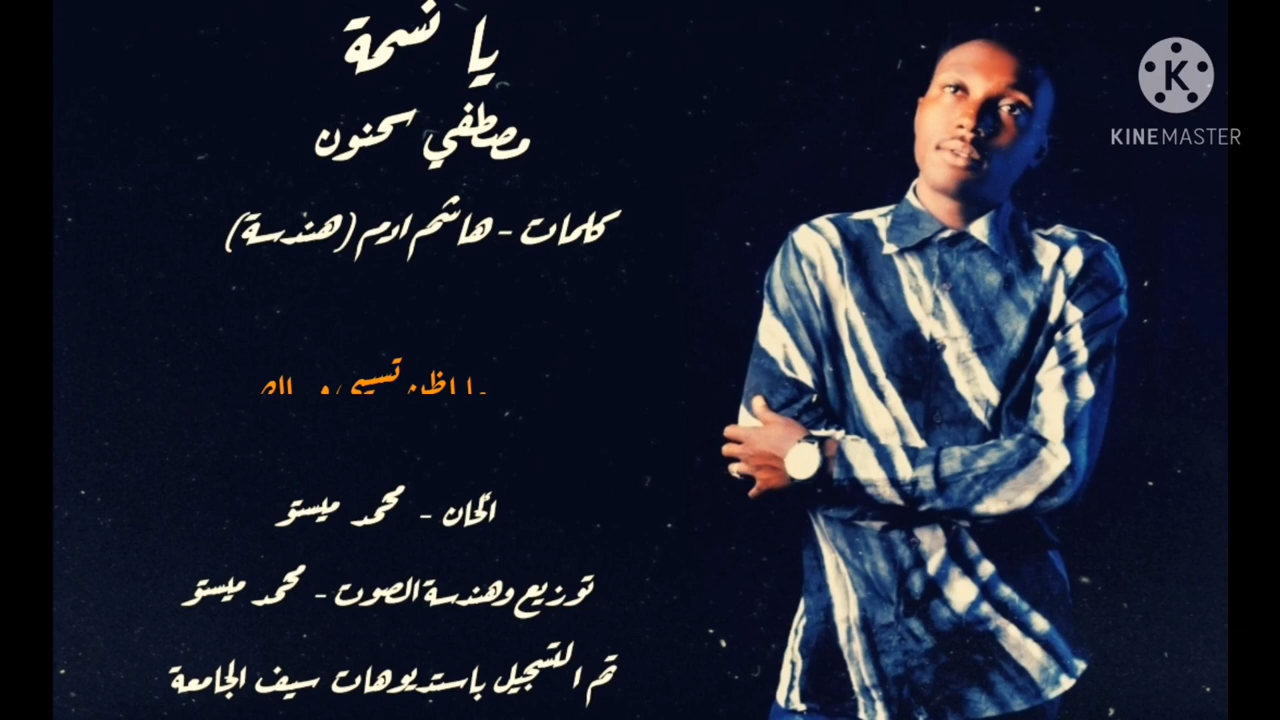 يا نسمة
مصطفي سحنون
كلمات - هاشم ادم (هندسة)
الحان - محمد ميستو
توزيع وهندسة الصوت - محمد ميستو
تم التسجيل باستديوهات سيف الجامعة
K
KINEMASTER